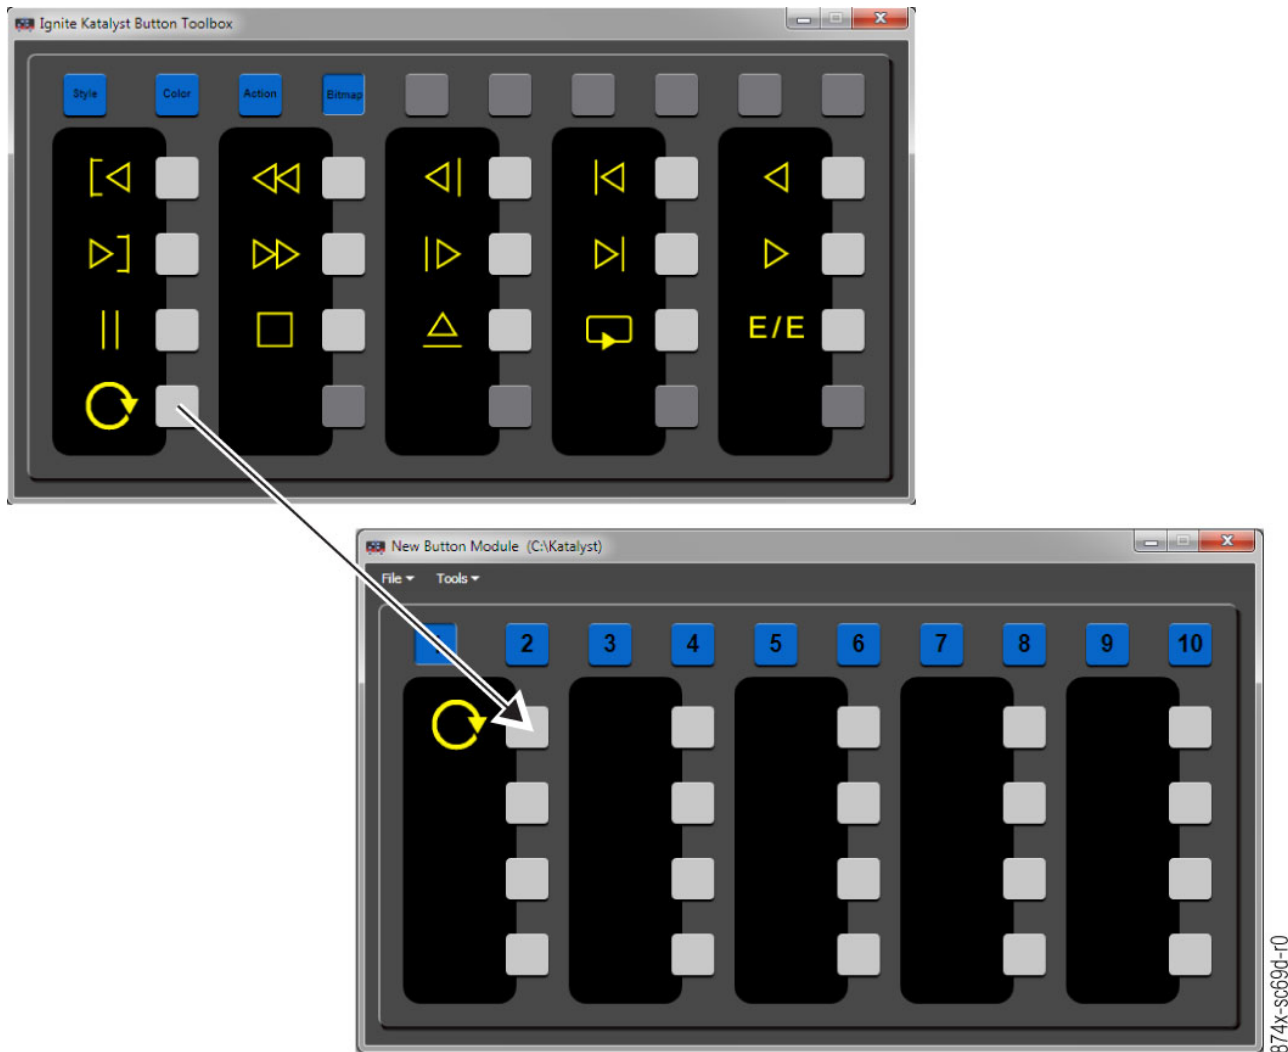 Ignite Katalyst Button Toolbox
Style Color Action Bitmap
E/E
New Button Module (C:\Katalyst)
File Tools
2 3 4 5 6 7 8 9 10
874x-sc69d-r0